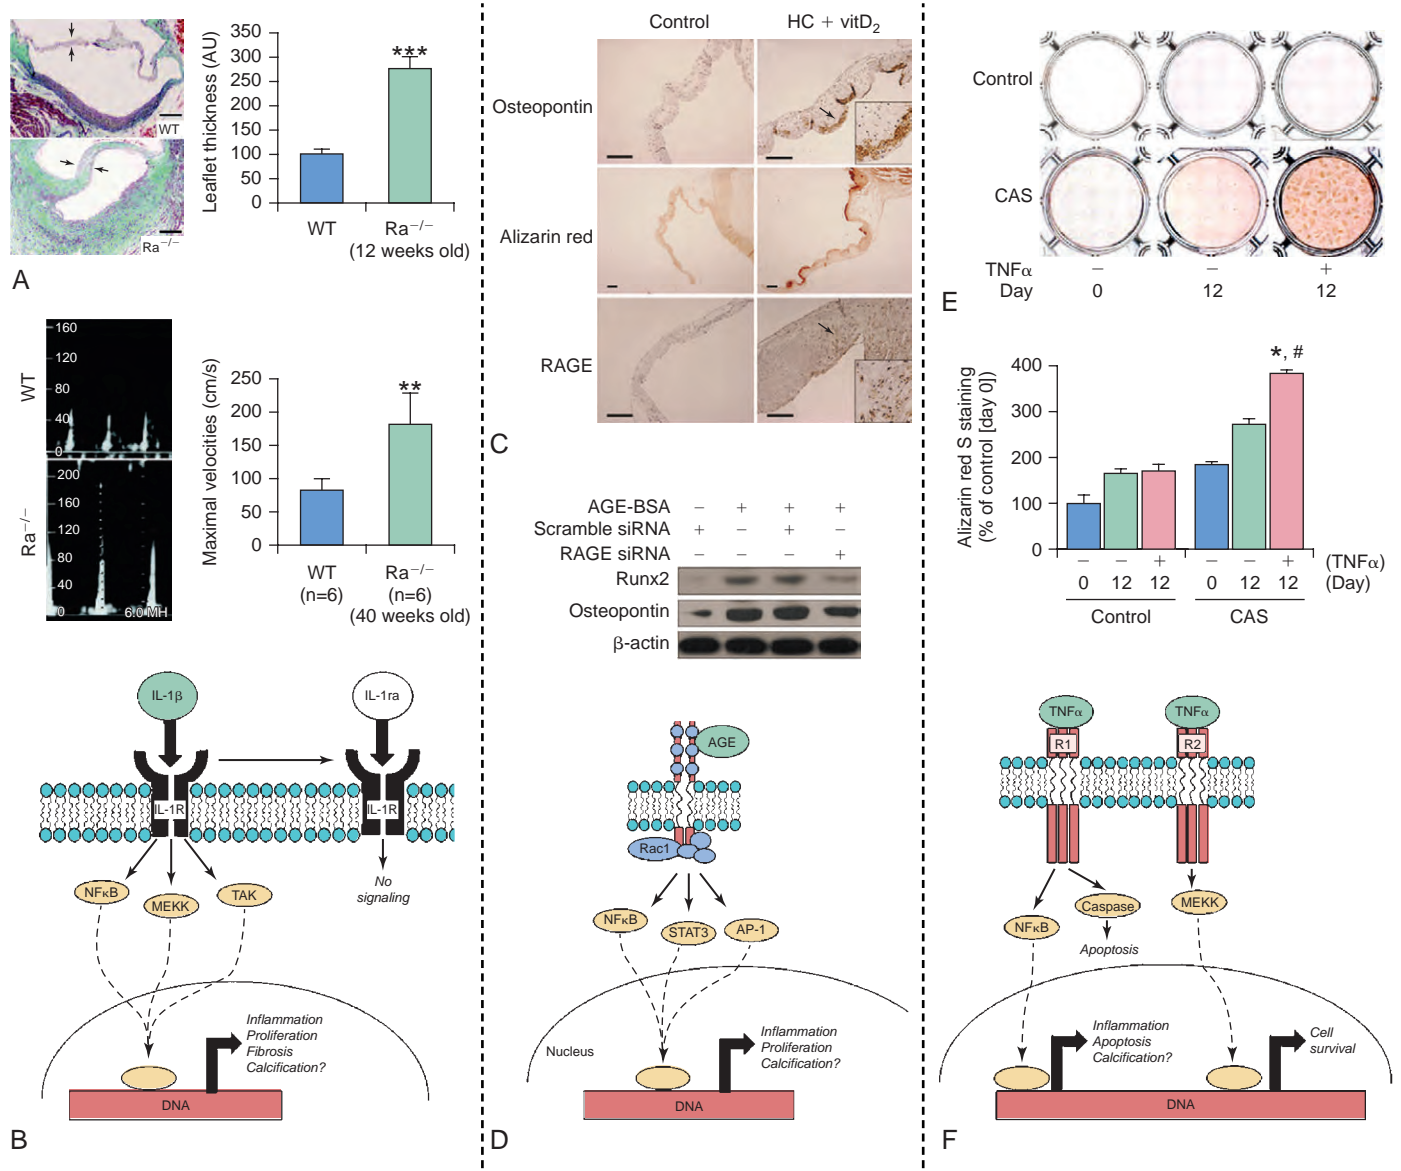 WT
Ra−/−
A
Leaflet thickness (AU)
350
300
250
200
150
100
50
0
***
WT
Ra−/−
(12 weeks old)
WT
Ra−/−
160
120
80
40
0
200
160
120
80
40
0
6.0 MH
Maximal velocities (cm/s)
250
200
150
100
50
0
**
WT
(n=6)
Ra−/−
(n=6)
(40 weeks old)
IL-1β
IL-1ra
IL-1R
IL-1R
NFκB
MEKK
TAK
No
signaling
Inflammation
Proliferation
Fibrosis
Calcification?
DNA
B
Control
HC + vitD2
Osteopontin
Alizarin red
RAGE
C
AGE-BSA − + + +
Scramble siRNA + − + −
RAGE siRNA − − − +
Runx2
Osteopontin
β-actin
AGE
Rac1
NFκB
STAT3
AP-1
Nucleus
Inflammation
Proliferation
Calcification?
DNA
D
Control
CAS
TNFα − − +
Day 0 12 12
E
Alizarin red S staining
(% of control [day 0])
400
300
200
100
0
*, #
+ + (TNFα)
0 12 12 0 12 12 (Day)
Control
CAS
TNFα
TNFα
R1
R2
NFκB
Caspase
MEKK
Apoptosis
Inflammation
Apoptosis
Calcification?
Cell
survival
DNA
F